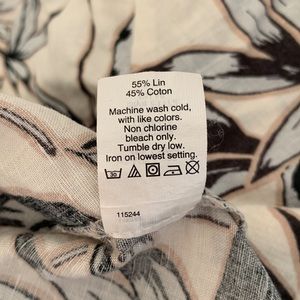 55% Lin
45% Coton
Machine wash cold,
with like colors.
Non chlorine
bleach only.
Tumble dry low.
Iron on lowest setting.
30
115244